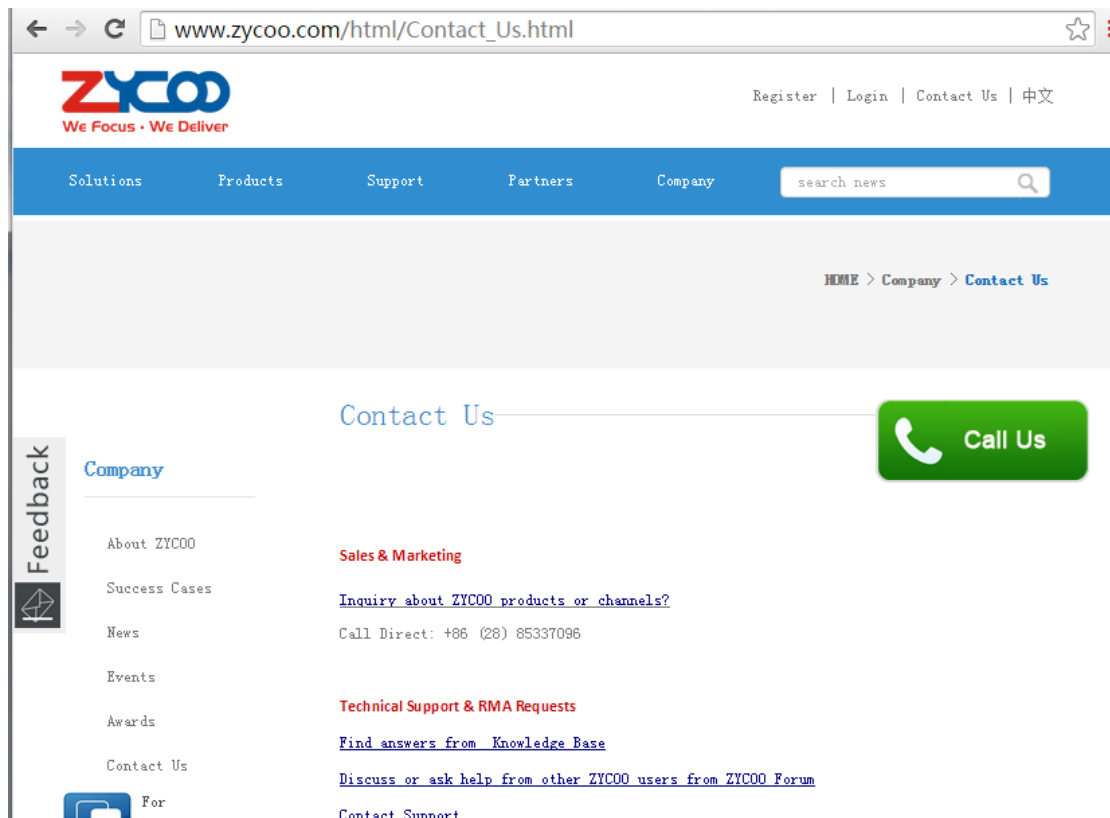 www.zycoo.com/html/Contact_Us.html
ZYCOO
We Focus · We Deliver
Register | Login | Contact Us | 中文
Solutions Products Support Partners Company search news
HOME > Company > Contact Us
Contact Us
Call Us
Feedback
Company
About ZYCOO
Success Cases
News
Events
Awards
Contact Us
For
Sales & Marketing
Inquiry about ZYCOO products or channels?
Call Direct: +86 (28) 85337096
Technical Support & RMA Requests
Find answers from Knowledge Base
Discuss or ask help from other ZYCOO users from ZYCOO Forum
Contact Support